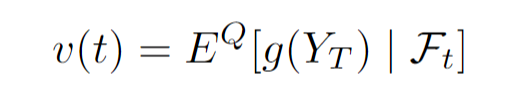 v(t) = E^Q[g(Y_T) | \mathcal{F}_t]